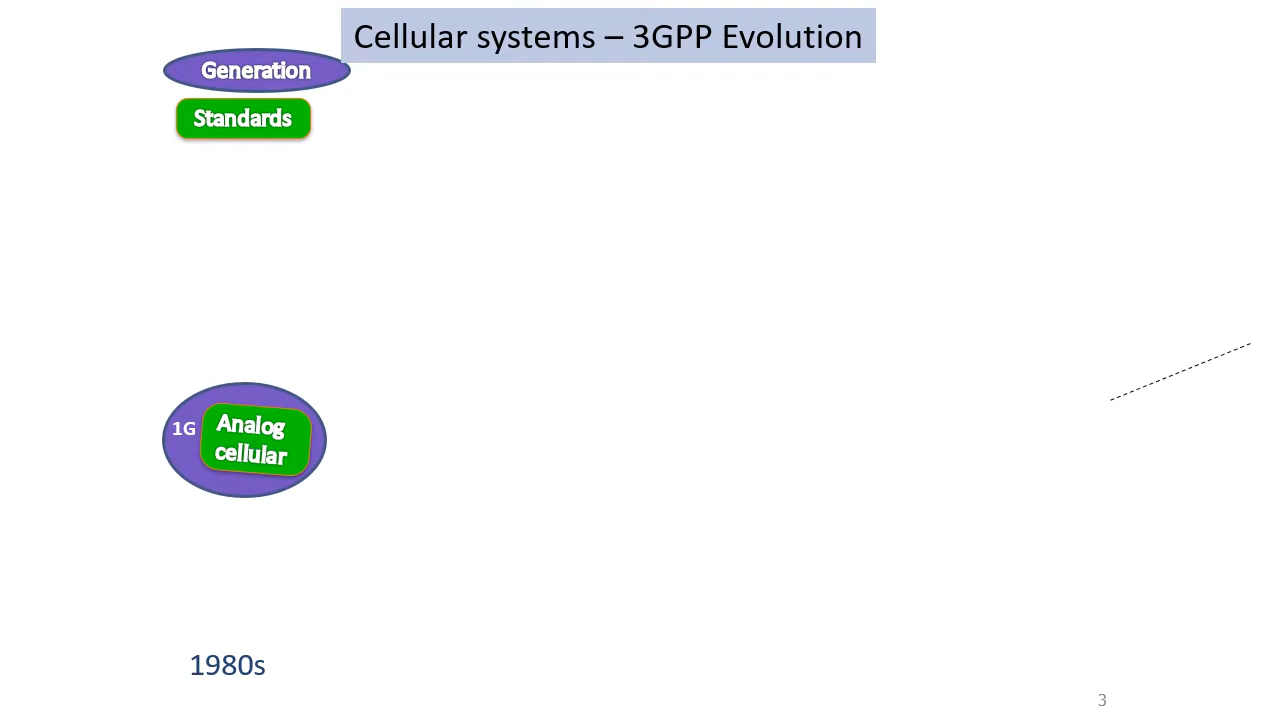 Cellular systems – 3GPP Evolution
Generation
Standards
1G
Analog
cellular
1980s
3